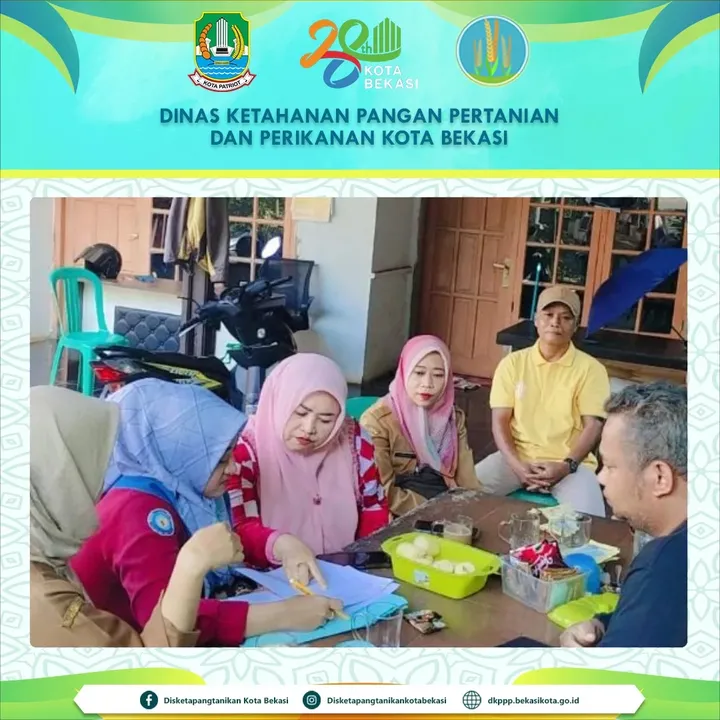 KOTA PATRIOT
28th
KOTA
BEKASI
DINAS KETAHANAN PANGAN PERTANIAN
DAN PERIKANAN KOTA BEKASI
Disketapangtanikan Kota Bekasi
Disketapangtanikankotabekasi
dkppp.bekasikota.go.id